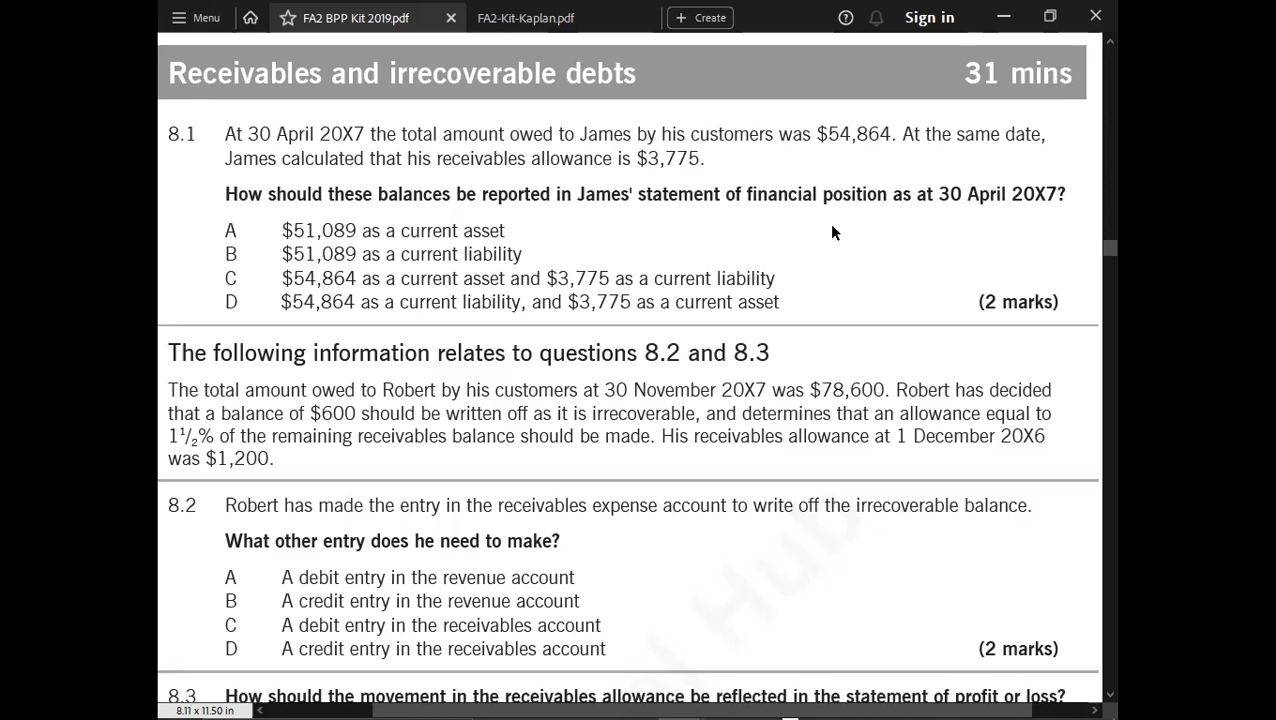 Menu
FA2 BPP Kit 2019.pdf
FA2-Kit-Kaplan.pdf
+ Create
Sign in
Receivables and irrecoverable debts 31 mins
8.1 At 30 April 20X7 the total amount owed to James by his customers was $54,864. At the same date,
James calculated that his receivables allowance is $3,775.
How should these balances be reported in James' statement of financial position as at 30 April 20X7?
A $51,089 as a current asset
B $51,089 as a current liability
C $54,864 as a current asset and $3,775 as a current liability
D $54,864 as a current liability, and $3,775 as a current asset (2 marks)
The following information relates to questions 8.2 and 8.3
The total amount owed to Robert by his customers at 30 November 20X7 was $78,600. Robert has decided
that a balance of $600 should be written off as it is irrecoverable, and determines that an allowance equal to
1¹/₂% of the remaining receivables balance should be made. His receivables allowance at 1 December 20X6
was $1,200.
8.2 Robert has made the entry in the receivables expense account to write off the irrecoverable balance.
What other entry does he need to make?
A A debit entry in the revenue account
B A credit entry in the revenue account
C A debit entry in the receivables account
D A credit entry in the receivables account (2 marks)
8.3 How should the movement in the receivables allowance be reflected in the statement of profit or loss?
8.11 x 11.50 in